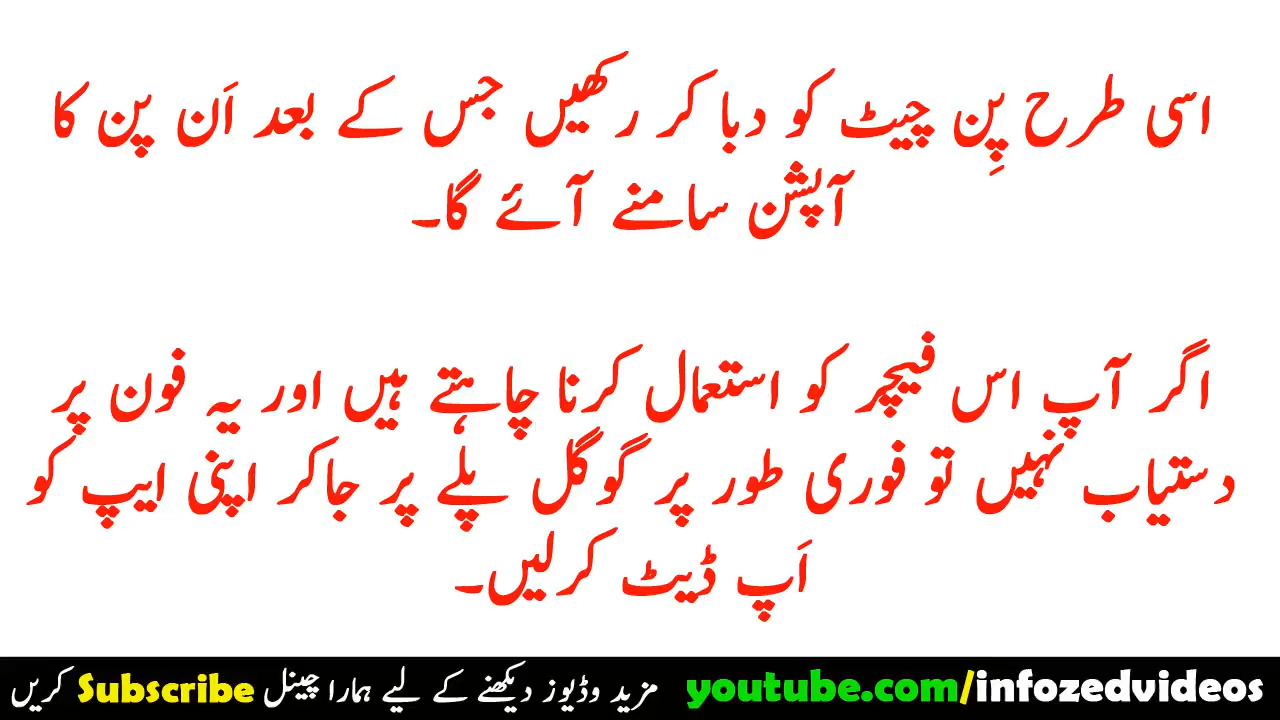 اسی طرح پِن چیٹ کو دبا کر رکھیں جس کے بعد اَن پن کا
آپشن سامنے آئے گا۔
اگر آپ اس فیچر کو استعمال کرنا چاہتے ہیں اور یہ فون پر
دستیاب نہیں تو فوری طور پر گوگل پلے پر جاکر اپنی ایپ کو
اَپ ڈیٹ کرلیں۔
مزید وڈیوز دیکھنے کے لیے ہمارا چینل Subscribe کریں youtube.com/infozedvideos